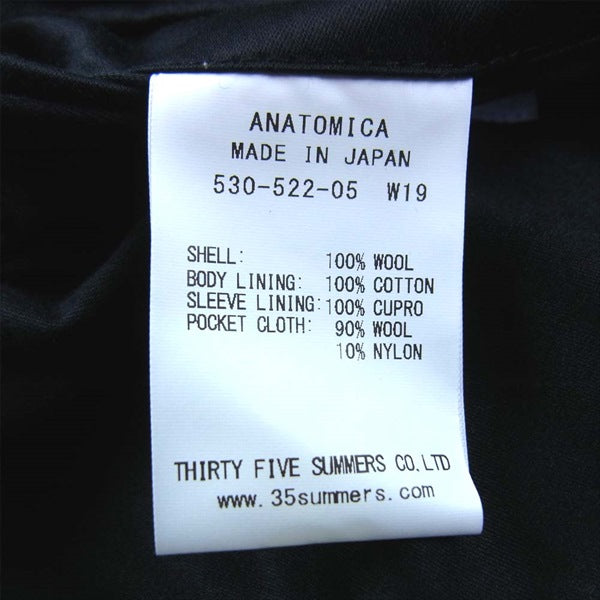 ANATOMICA
MADE IN JAPAN
530-522-05 W19
SHELL: 100% WOOL
BODY LINING: 100% COTTON
SLEEVE LINING: 100% CUPRO
POCKET CLOTH: 90% WOOL
10% NYLON
THIRTY FIVE SUMMERS CO.LTD
www.35summers.com